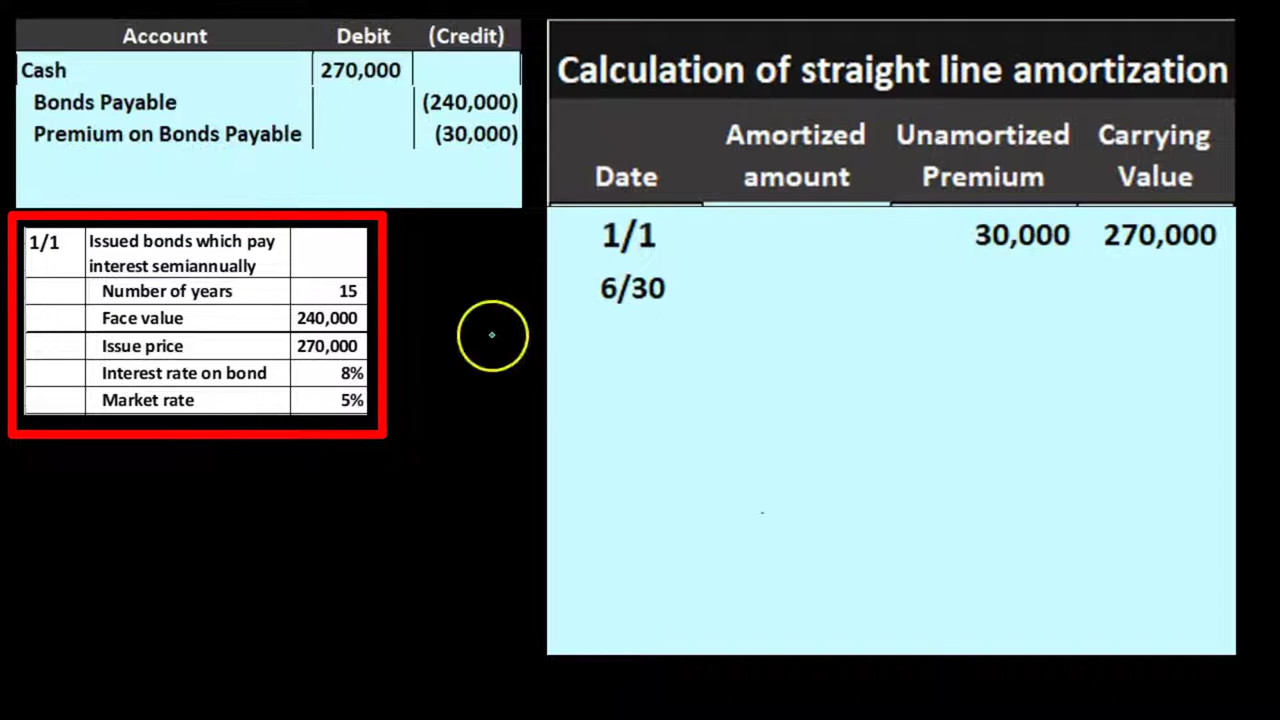 Account Debit (Credit)
Cash 270,000
Bonds Payable (240,000)
Premium on Bonds Payable (30,000)
1/1 Issued bonds which pay
interest semiannually
Number of years 15
Face value 240,000
Issue price 270,000
Interest rate on bond 8%
Market rate 5%
Calculation of straight line amortization
Date Amortized amount Unamortized Premium Carrying Value
1/1 30,000 270,000
6/30